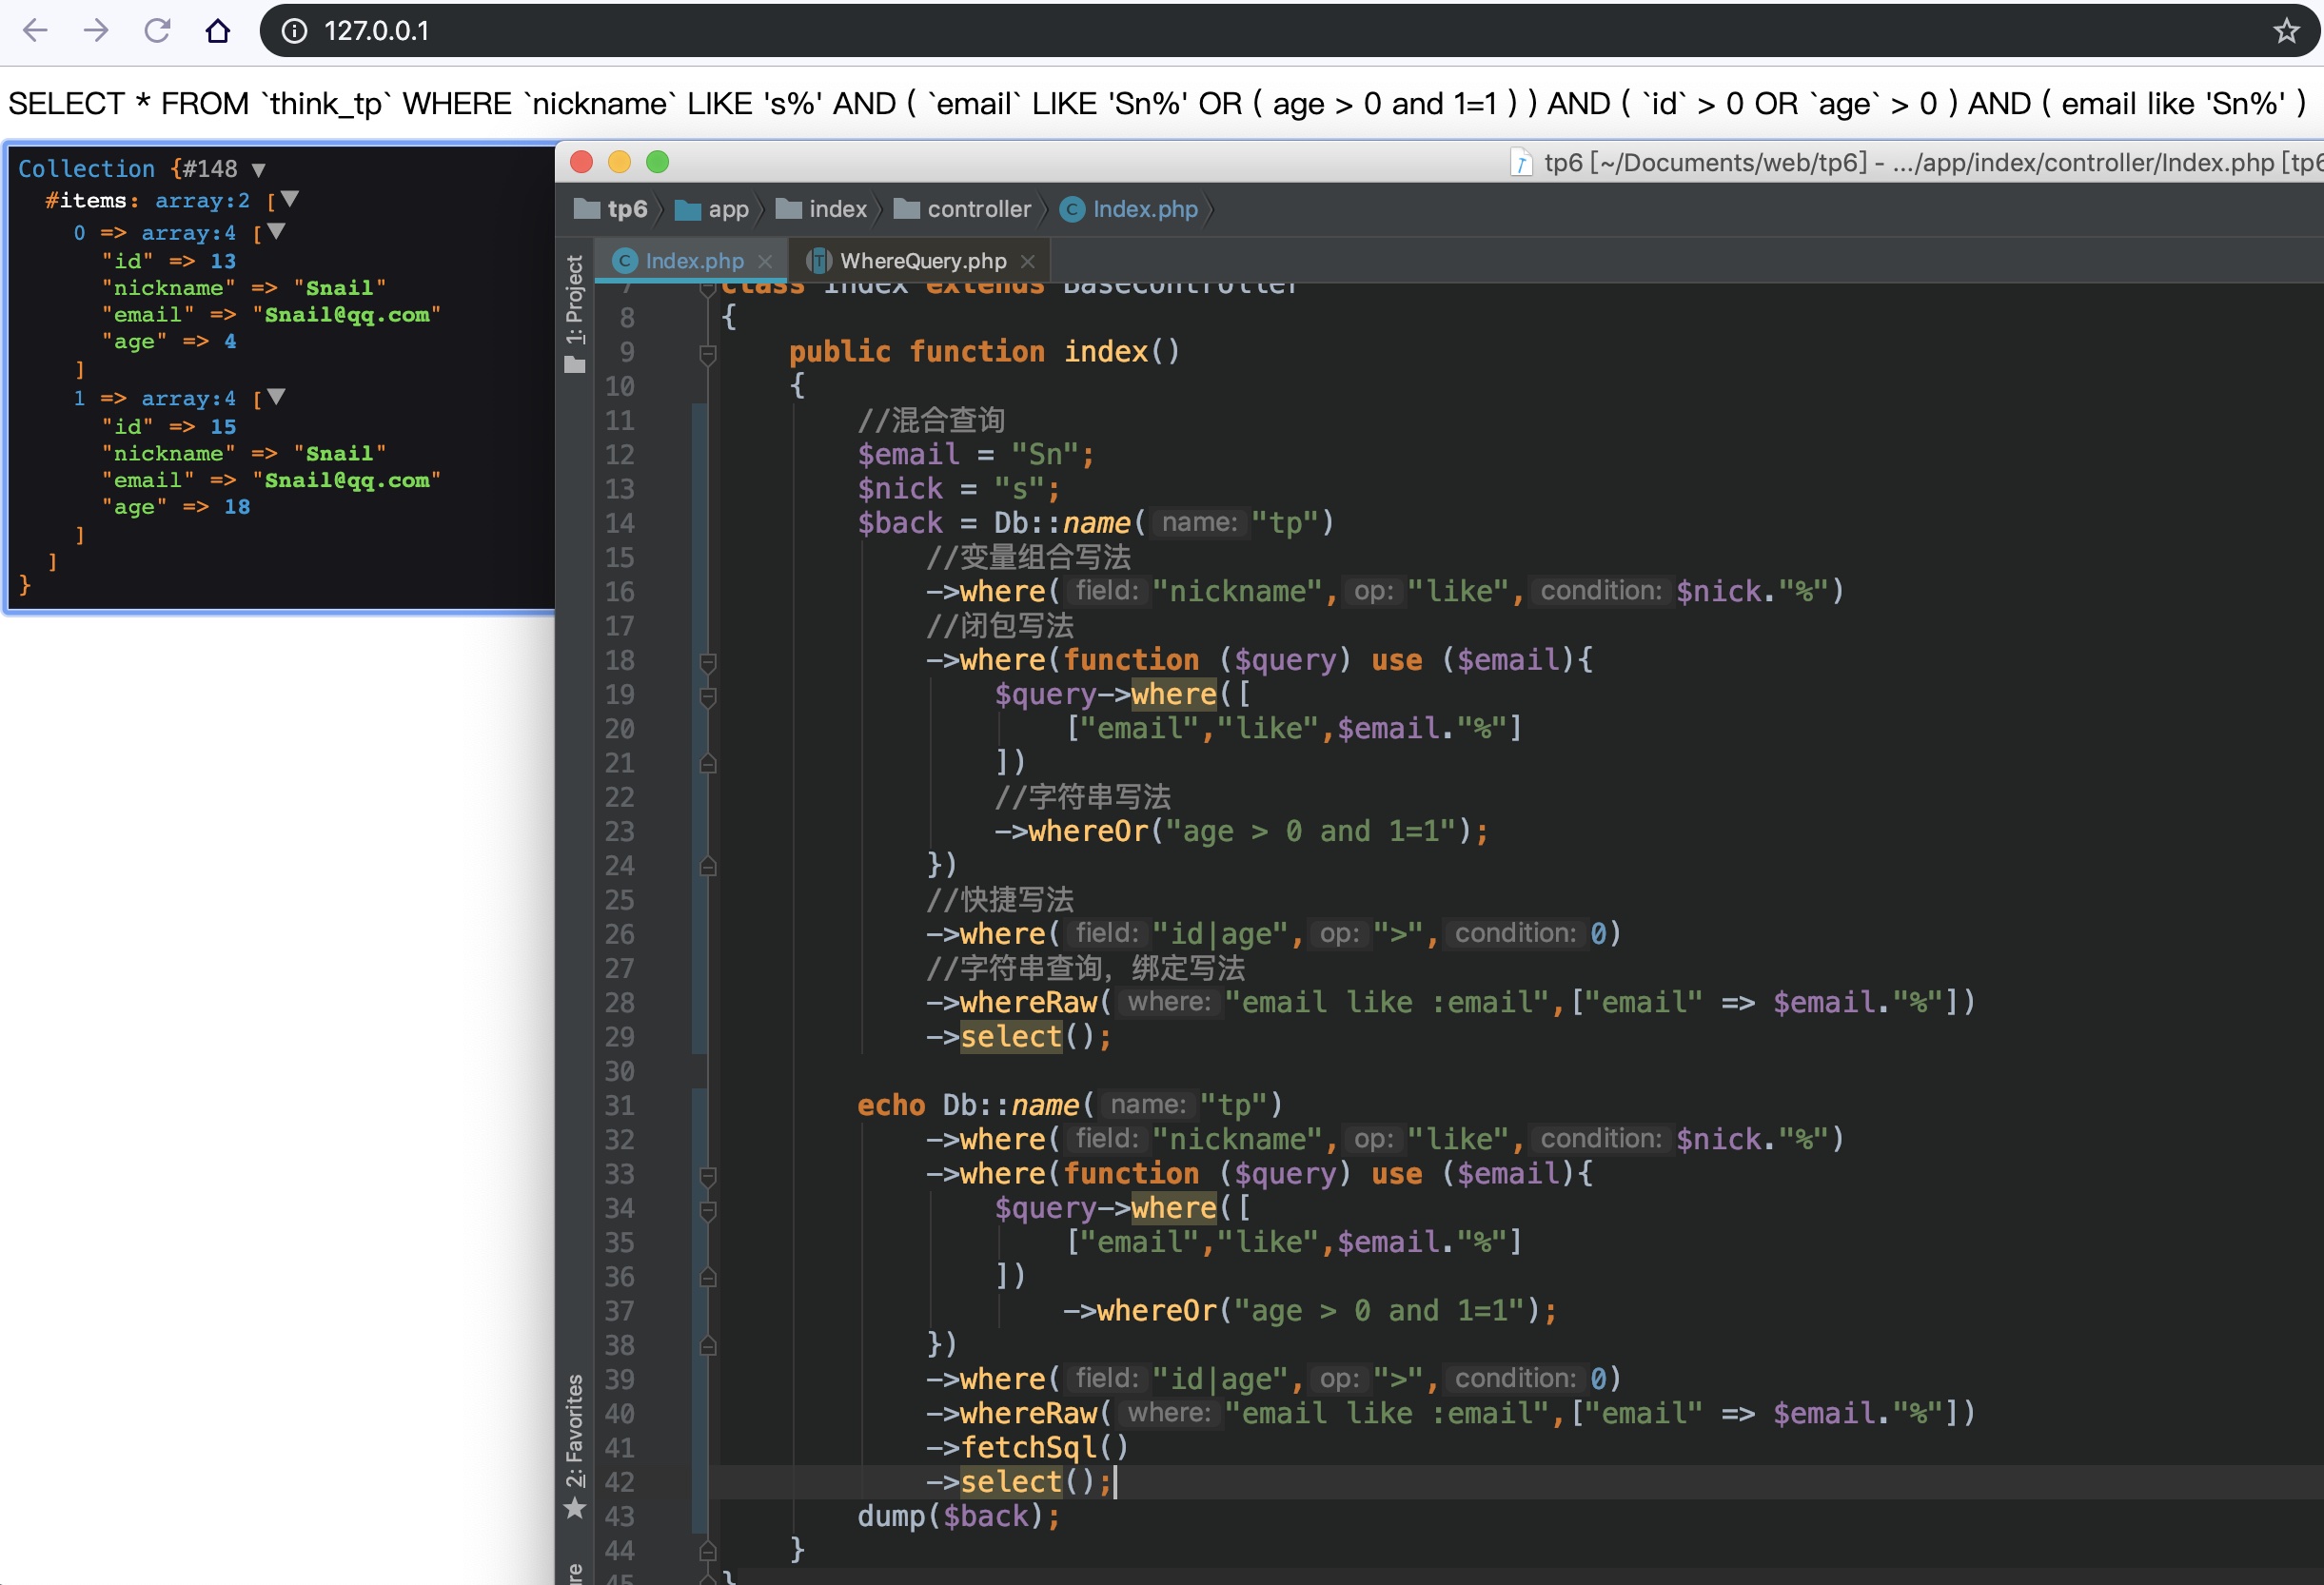 127.0.0.1
SELECT * FROM `think_tp` WHERE `nickname` LIKE 's%' AND ( `email` LIKE 'Sn%' OR ( age > 0 and 1=1 ) ) AND ( `id` > 0 OR `age` > 0 ) AND ( email like 'Sn%' )
Collection {#148 ▼
#items: array:2 [▼
0 => array:4 [▼
"id" => 13
"nickname" => "Snail"
"email" => "Snail@qq.com"
"age" => 4
]
1 => array:4 [▼
"id" => 15
"nickname" => "Snail"
"email" => "Snail@qq.com"
"age" => 18
]
]
}
tp6 [~/Documents/web/tp6] - .../app/index/controller/Index.php [tp6
tp6 app index controller Index.php
1: Project
2: Favorites
Index.php WhereQuery.php
7 class Index extends BaseController
8 {
9 public function index()
10 {
11 //混合查询
12 $email = "Sn";
13 $nick = "s";
14 $back = Db::name( name: "tp")
15 //变量组合写法
16 ->where( field: "nickname", op: "like", condition: $nick."%")
17 //闭包写法
18 ->where(function ($query) use ($email){
19 $query->where([
20 ["email","like",$email."%"]
21 ])
22 //字符串写法
23 ->whereOr("age > 0 and 1=1");
24 })
25 //快捷写法
26 ->where( field: "id|age", op: ">", condition: 0)
27 //字符串查询，绑定写法
28 ->whereRaw( where: "email like :email",["email" => $email."%"])
29 ->select();
30
31 echo Db::name( name: "tp")
32 ->where( field: "nickname", op: "like", condition: $nick."%")
33 ->where(function ($query) use ($email){
34 $query->where([
35 ["email","like",$email."%"]
36 ])
37 ->whereOr("age > 0 and 1=1");
38 })
39 ->where( field: "id|age", op: ">", condition: 0)
40 ->whereRaw( where: "email like :email",["email" => $email."%"])
41 ->fetchSql()
42 ->select();
43 dump($back);
44 }
45 }